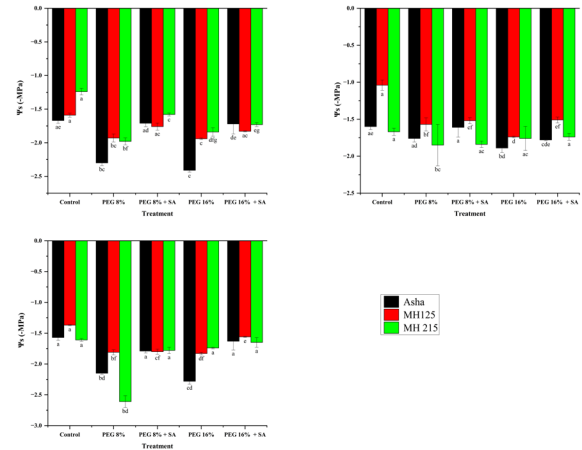 0.0
−0.5
−1.0
−1.5
−2.0
−2.5
Ψs (-MPa)
ae
a
a
bc
bc
bf
ad
ac
c
c
c
d/g
de
ac
eg
Control
PEG 8%
PEG 8% + SA
PEG 16%
PEG 16% + SA
Treatment
0.0
−0.5
−1.0
−1.5
−2.0
−2.5
Ψs (-MPa)
ae
a
a
ad
bf
bc
a
cf
ac
bc
d
a
cde
ef
a
Control
PEG 8%
PEG 8% + SA
PEG 16%
PEG 16% + SA
Treatment
0.0
−0.5
−1.0
−1.5
−2.0
−2.5
−3.0
Ψs (-MPa)
a
a
a
bd
bf
bd
a
cf
a
cd
df
a
a
e
a
Control
PEG 8%
PEG 8% + SA
PEG 16%
PEG 16% + SA
Treatment
Asha
MH125
MH 215